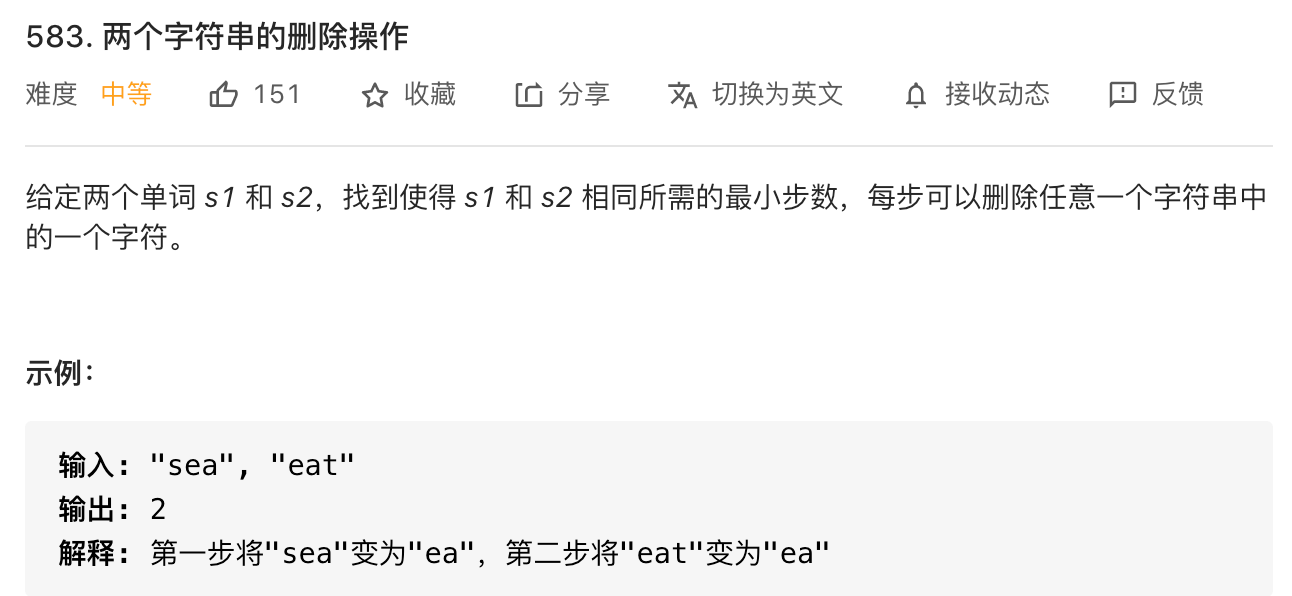 583. 两个字符串的删除操作
难度 中等 151 收藏 分享 切换为英文 接收动态 反馈
给定两个单词 s1 和 s2，找到使得 s1 和 s2 相同所需的最小步数，每步可以删除任意一个字符串中
的一个字符。
示例：
输入: "sea", "eat"
输出: 2
解释: 第一步将"sea"变为"ea"，第二步将"eat"变为"ea"